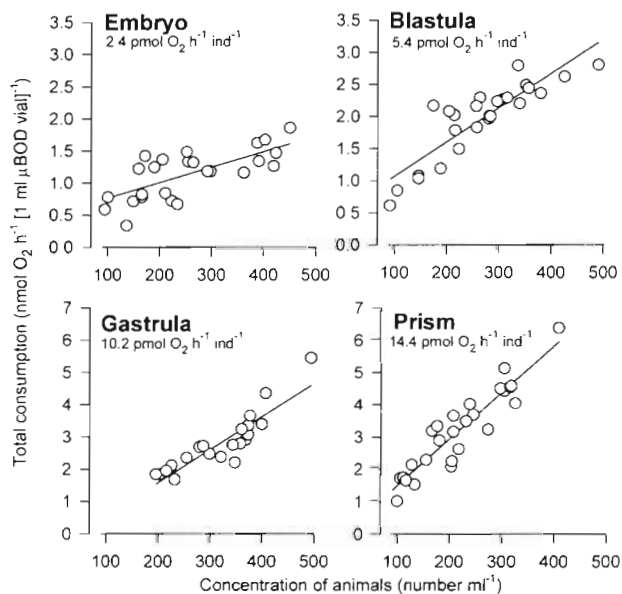 Embryo
2 4 pmol O2 h-1 ind-1
3.5
3.0
2.5
2.0
1.5
1.0
0 5
0 0
100 200 300 400 500
Blastula
5.4 pmol O2 h-1 ind-1
3.5
3.0
2.5
2.0
1.5
1.0
0.5
0.0
100 200 300 400 500
Gastrula
10.2 pmol O2 h-1 ind-1
7
6
5
4
3
2
1
0
100 200 300 400 500
Prism
14.4 pmol O2 h-1 ind-1
7
6
5
4
3
2
1
0
100 200 300 400 500
Total consumption (nmol O2 h-1 [1 ml µBOD vial]-1)
Concentration of animals (number ml-1)